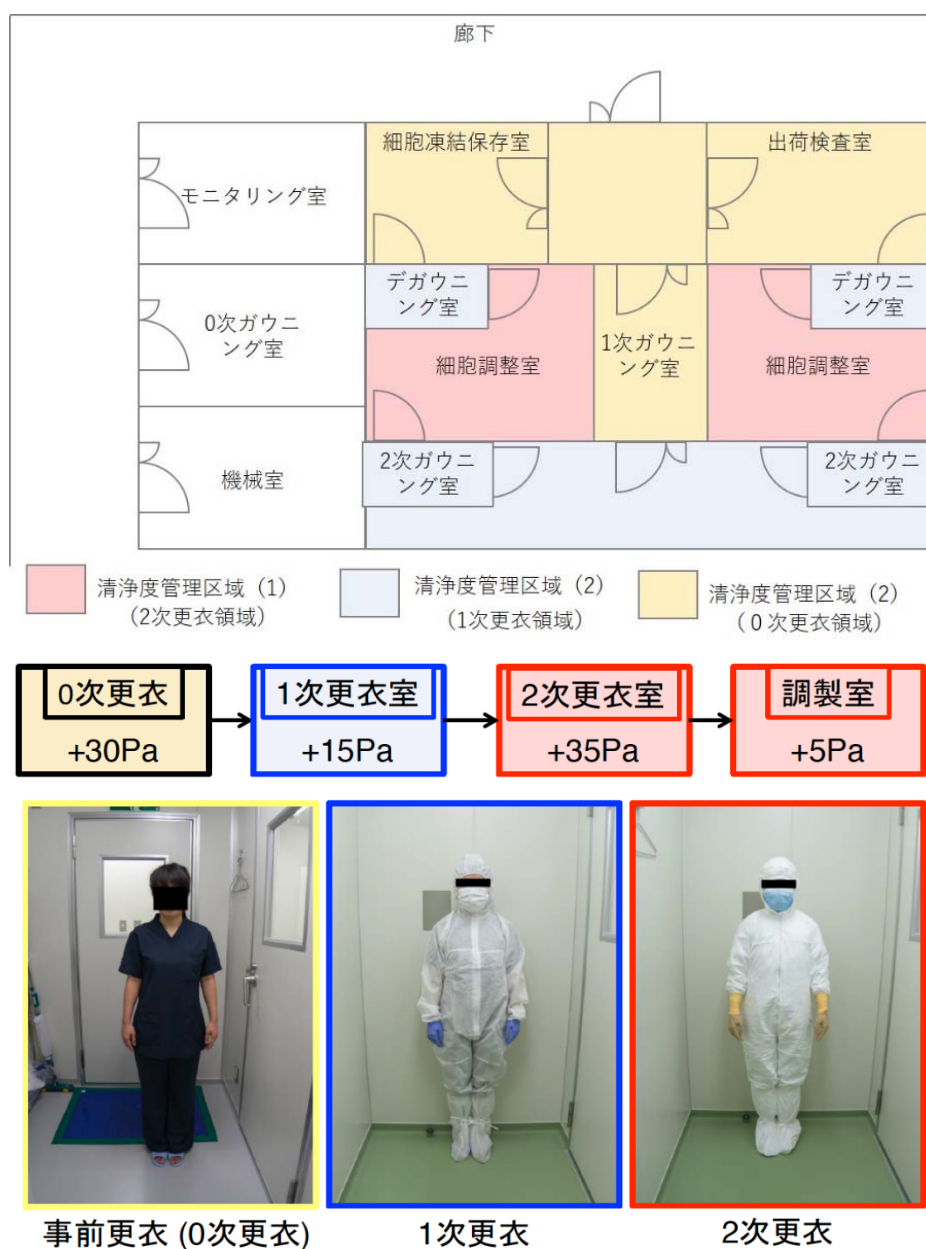 廊下
細胞凍結保存室
出荷検査室
モニタリング室
デガウニ
ング室
デガウニ
ング室
0次ガウニ
ング室
1次ガウニ
ング室
細胞調整室
細胞調整室
2次ガウニ
ング室
2次ガウニ
ング室
機械室
清浄度管理区域（1）
(2次更衣領域)
清浄度管理区域（2）
(1次更衣領域)
清浄度管理区域（2）
(０次更衣領域)
0次更衣
+30Pa
1次更衣室
+15Pa
2次更衣室
+35Pa
調製室
+5Pa
事前更衣 (0次更衣)
1次更衣
2次更衣